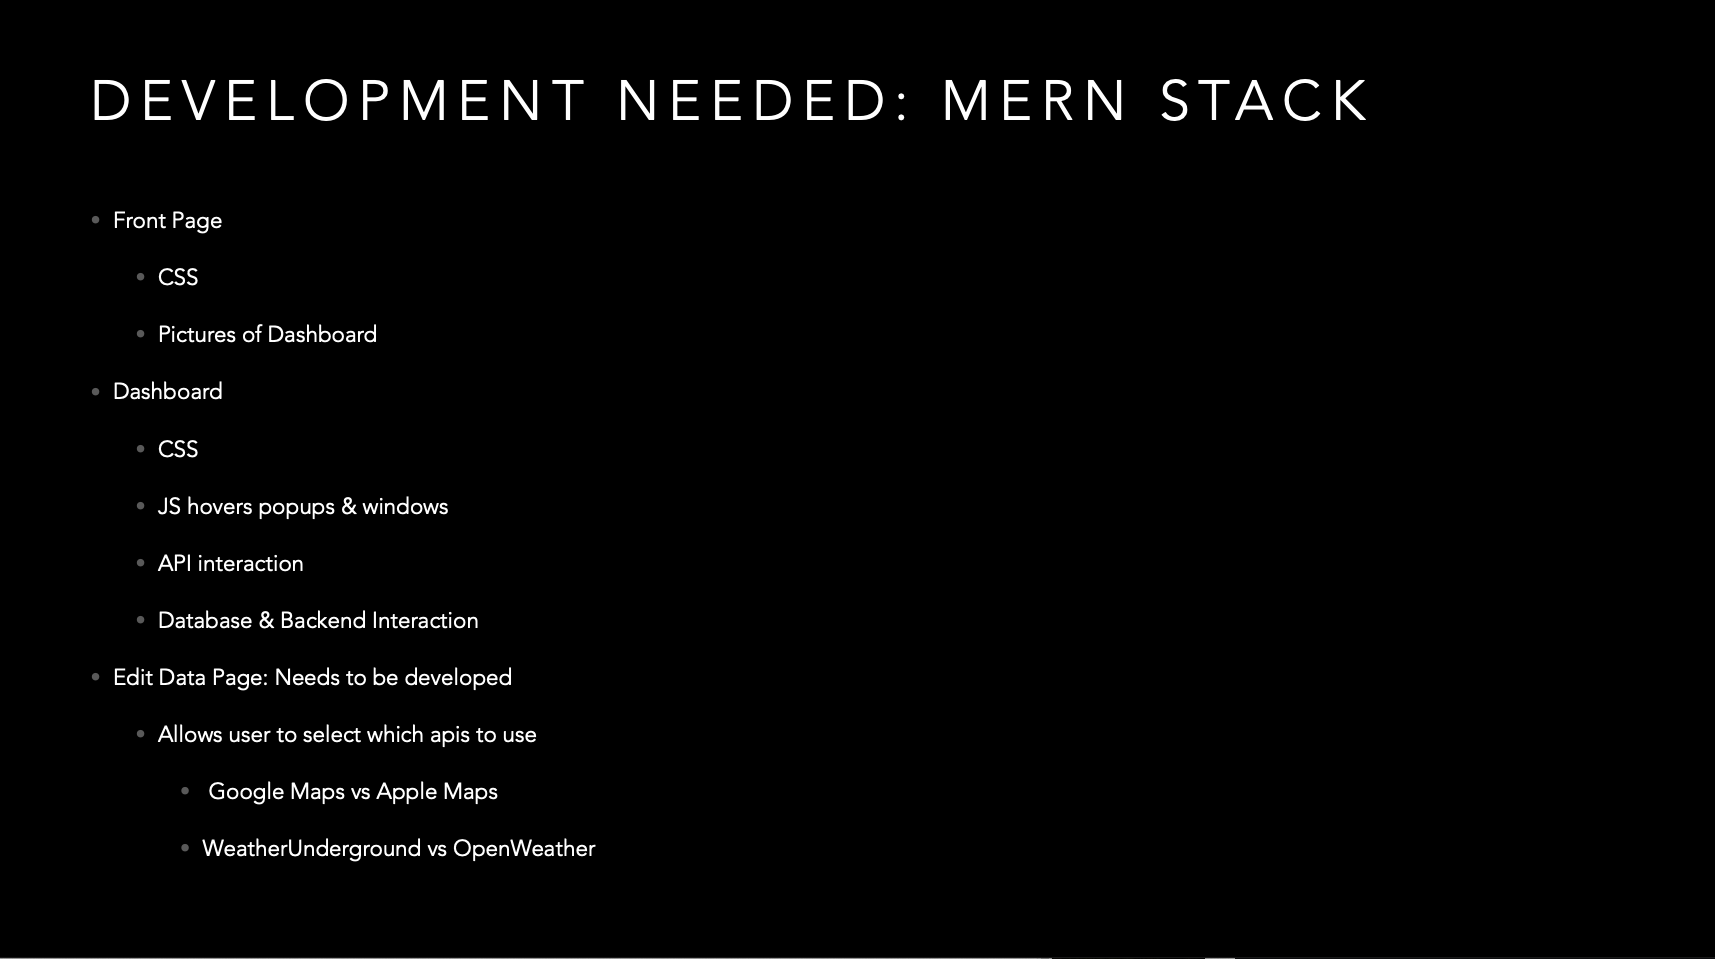 DEVELOPMENT NEEDED: MERN STACK
Front Page
CSS
Pictures of Dashboard
Dashboard
CSS
JS hovers popups & windows
API interaction
Database & Backend Interaction
Edit Data Page: Needs to be developed
Allows user to select which apis to use
Google Maps vs Apple Maps
WeatherUnderground vs OpenWeather